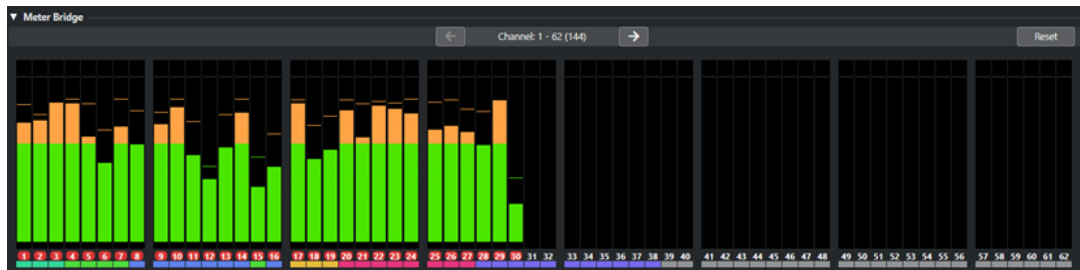 ▼ Meter Bridge
← Channel: 1 - 62 (144) → Reset
1 2 3 4 5 6 7 8 9 10 11 12 13 14 15 16 17 18 19 20 21 22 23 24 25 26 27 28 29 30 31 32 33 34 35 36 37 38 39 40 41 42 43 44 45 46 47 48 49 50 51 52 53 54 55 56 57 58 59 60 61 62